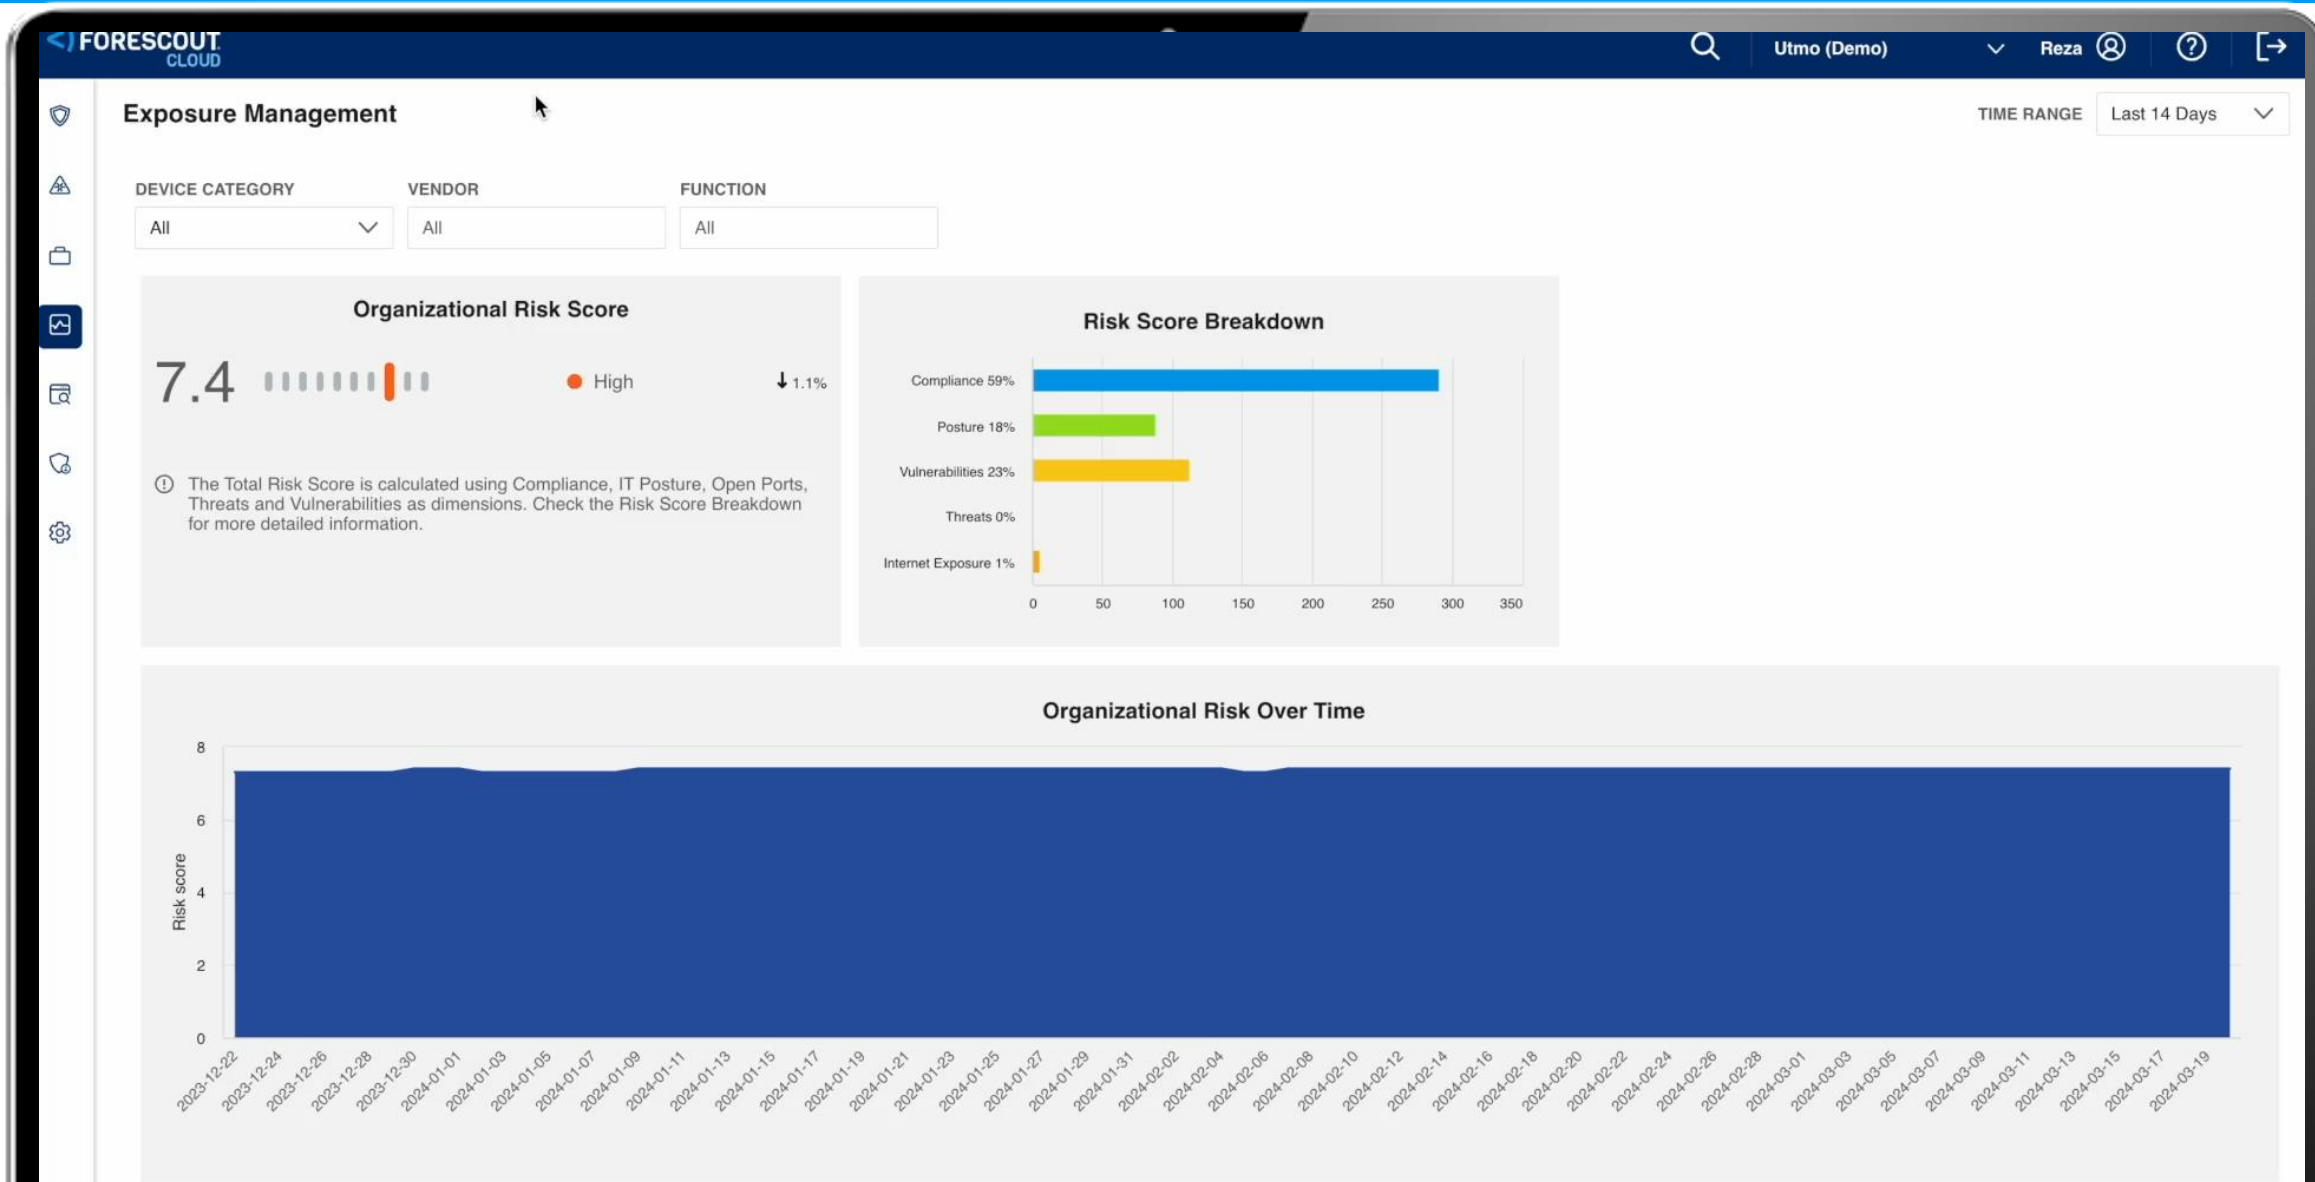 <) FORESCOUT.
CLOUD
Utmo (Demo)
Reza
Exposure Management
TIME RANGE
Last 14 Days
DEVICE CATEGORY
VENDOR
FUNCTION
All
All
All
Organizational Risk Score
7.4
High
1.1%
The Total Risk Score is calculated using Compliance, IT Posture, Open Ports,
Threats and Vulnerabilities as dimensions. Check the Risk Score Breakdown
for more detailed information.
Risk Score Breakdown
Compliance 59%
Posture 18%
Vulnerabilities 23%
Threats 0%
Internet Exposure 1%
0 50 100 150 200 250 300 350
Organizational Risk Over Time
Risk score
8
6
4
2
0
2023-12-22
2023-12-24
2023-12-26
2023-12-28
2023-12-30
2024-01-01
2024-01-03
2024-01-05
2024-01-07
2024-01-09
2024-01-11
2024-01-13
2024-01-15
2024-01-17
2024-01-19
2024-01-21
2024-01-23
2024-01-25
2024-01-27
2024-01-29
2024-01-31
2024-02-02
2024-02-04
2024-02-06
2024-02-08
2024-02-10
2024-02-12
2024-02-14
2024-02-16
2024-02-18
2024-02-20
2024-02-22
2024-02-24
2024-02-26
2024-02-28
2024-03-01
2024-03-03
2024-03-05
2024-03-07
2024-03-09
2024-03-11
2024-03-13
2024-03-15
2024-03-17
2024-03-19